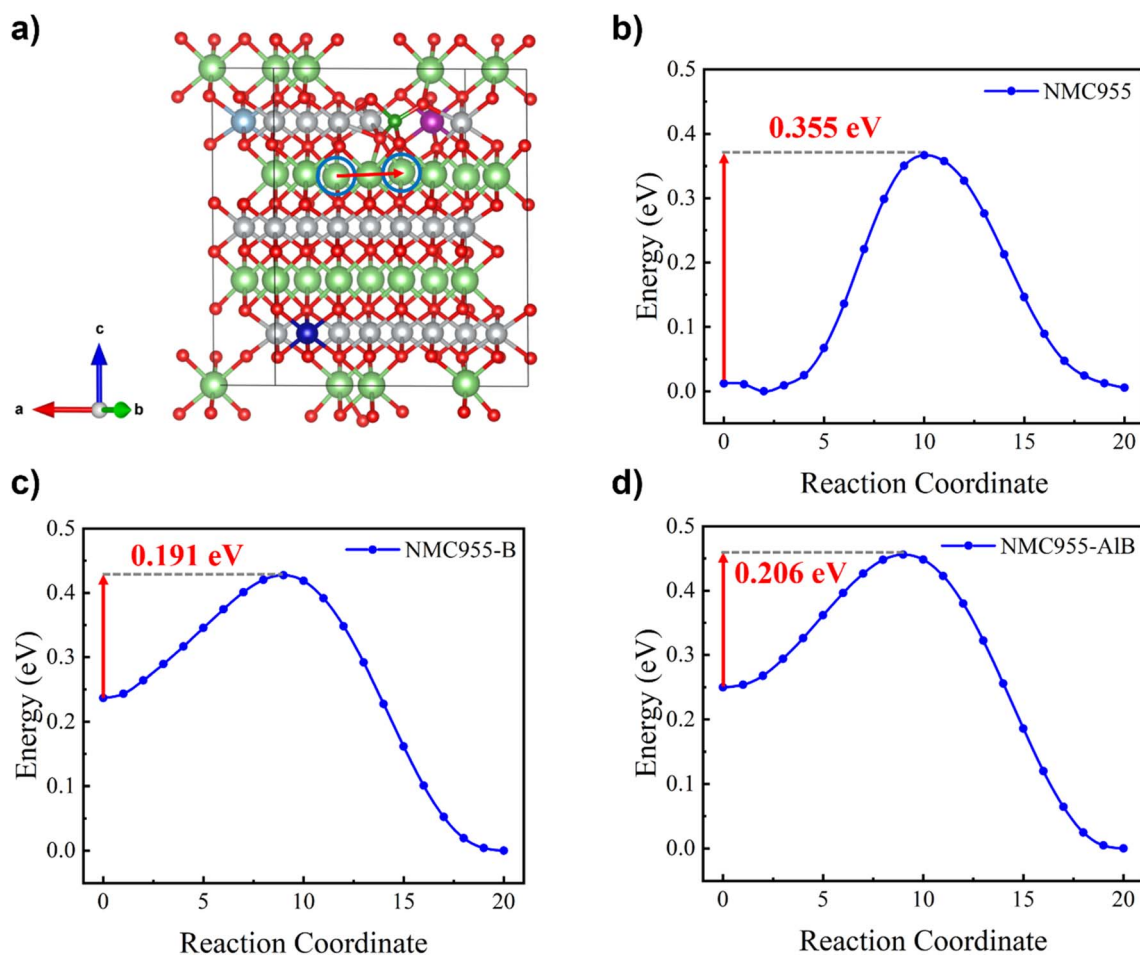 a)
c
a
b
b)
0.5
0.4
0.3
0.2
0.1
0.0
Energy (eV)
0.355 eV
NMC955
0
5
10
15
20
Reaction Coordinate
c)
0.5
0.4
0.3
0.2
0.1
0.0
Energy (eV)
0.191 eV
NMC955-B
0
5
10
15
20
Reaction Coordinate
d)
0.5
0.4
0.3
0.2
0.1
0.0
Energy (eV)
0.206 eV
NMC955-AlB
0
5
10
15
20
Reaction Coordinate